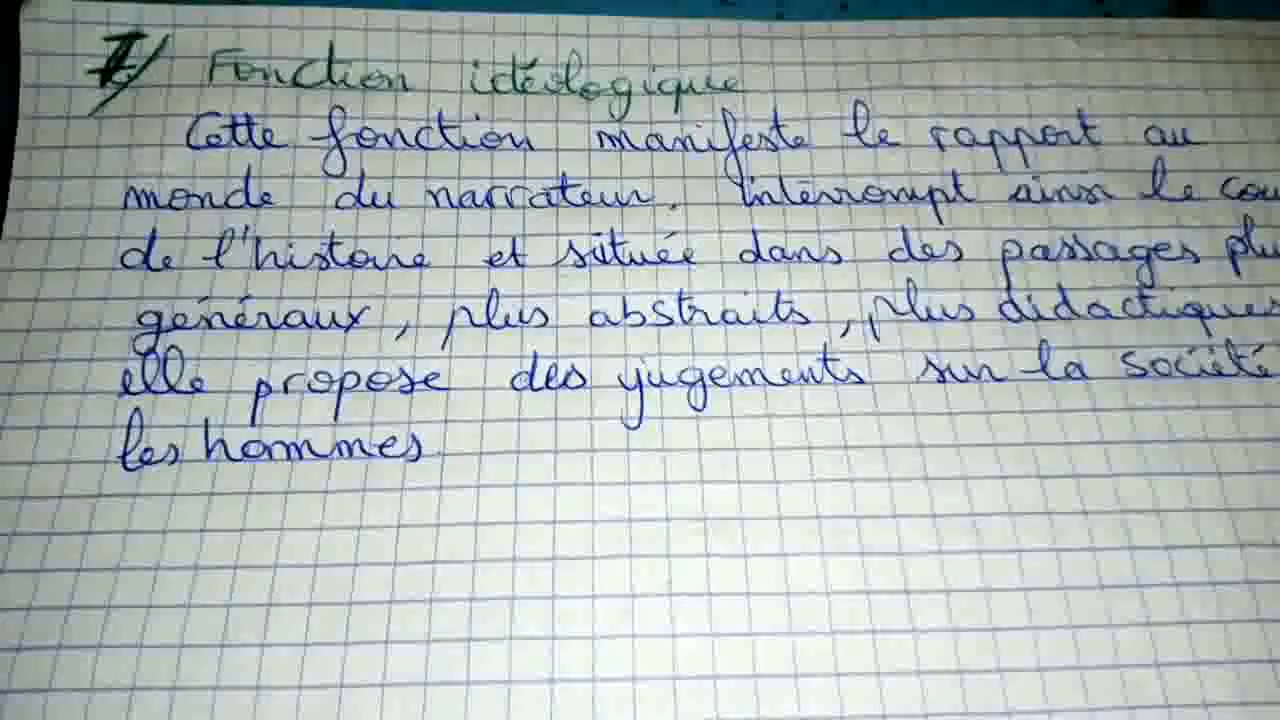 7/ Fonction idéologique
Cette fonction manifeste le rapport au
monde du narrateur. Interrompt ainsi le cou
de l'histoire et située dans des passages plu
généraux, plus abstraits, plus didactiques
elle propose des jugements sur la société
les hommes